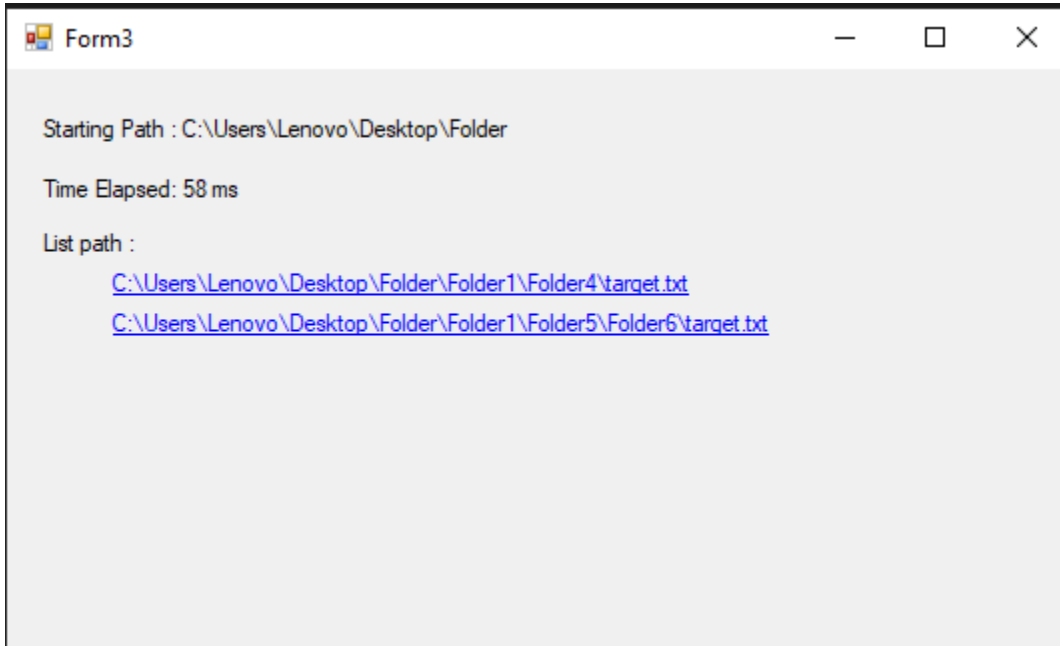 Form3
Starting Path : C:\Users\Lenovo\Desktop\Folder
Time Elapsed: 58 ms
List path :
C:\Users\Lenovo\Desktop\Folder\Folder1\Folder4\target.txt
C:\Users\Lenovo\Desktop\Folder\Folder1\Folder5\Folder6\target.txt